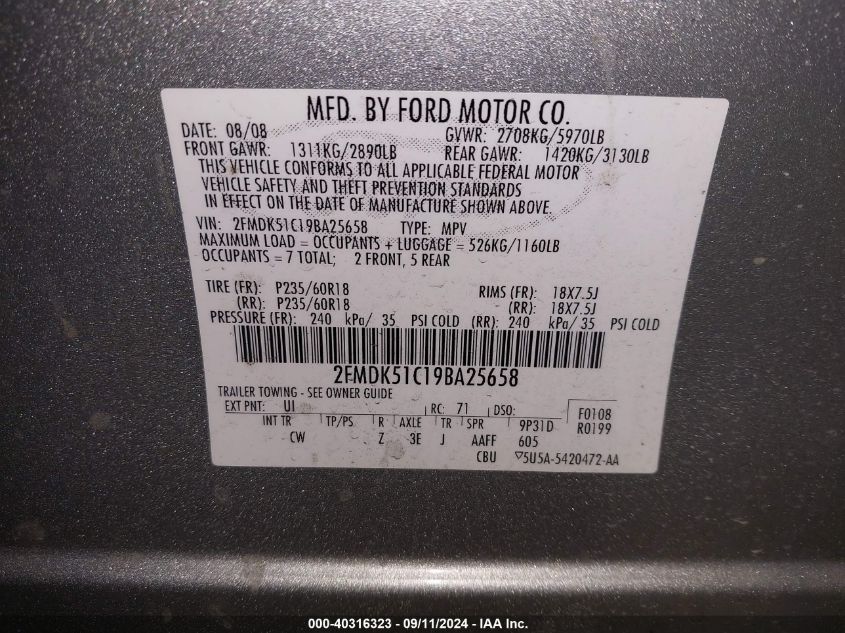 MFD. BY FORD MOTOR CO.
DATE: 08/08 GVWR: 2708KG/5970LB
FRONT GAWR: 1311KG/2890LB REAR GAWR: 1420KG/3130LB
THIS VEHICLE CONFORMS TO ALL APPLICABLE FEDERAL MOTOR
VEHICLE SAFETY AND THEFT PREVENTION STANDARDS
IN EFFECT ON THE DATE OF MANUFACTURE SHOWN ABOVE.
VIN: 2FMDK51C19BA25658 TYPE: MPV
MAXIMUM LOAD = OCCUPANTS + LUGGAGE = 526KG/1160LB
OCCUPANTS = 7 TOTAL; 2 FRONT, 5 REAR
TIRE (FR): P235/60R18 RIMS (FR): 18X7.5J
(RR): P235/60R18 (RR): 18X7.5J
PRESSURE (FR): 240 kPa/ 35 PSI COLD (RR): 240 kPa/ 35 PSI COLD
2FMDK51C19BA25658
TRAILER TOWING - SEE OWNER GUIDE
EXT PNT: UI RC: 71 DSO: F0108
INT TR TP/PS R AXLE TR SPR 9P31D R0199
CW Z 3E J AAFF 605
CBU ▽5U5A-5420472-AA
000-40316323 - 09/11/2024 - IAA Inc.